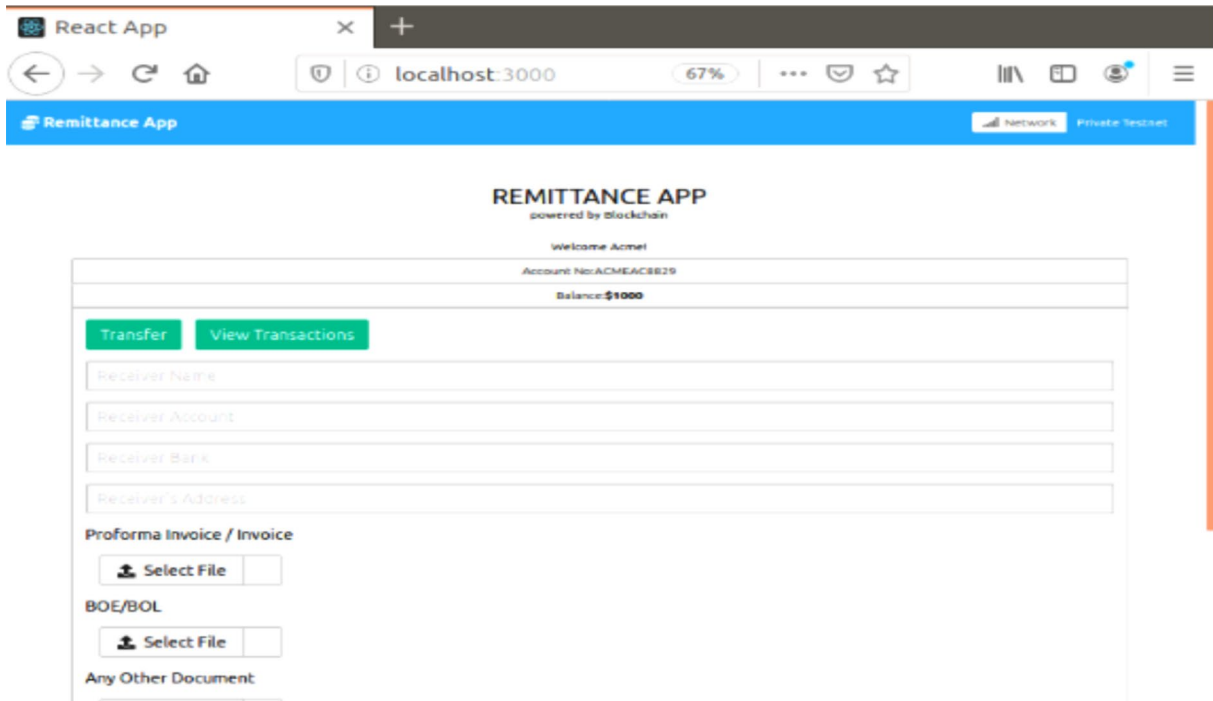 React App
localhost:3000 67%
Remittance App Network Private Testnet
REMITTANCE APP
powered by Blockchain
Welcome Acme!
Account No:ACMEAC8829
Balance:$1000
Transfer View Transactions
Receiver Name
Receiver Account
Receiver Bank
Receiver's Address
Proforma Invoice / Invoice
Select File
BOE/BOL
Select File
Any Other Document